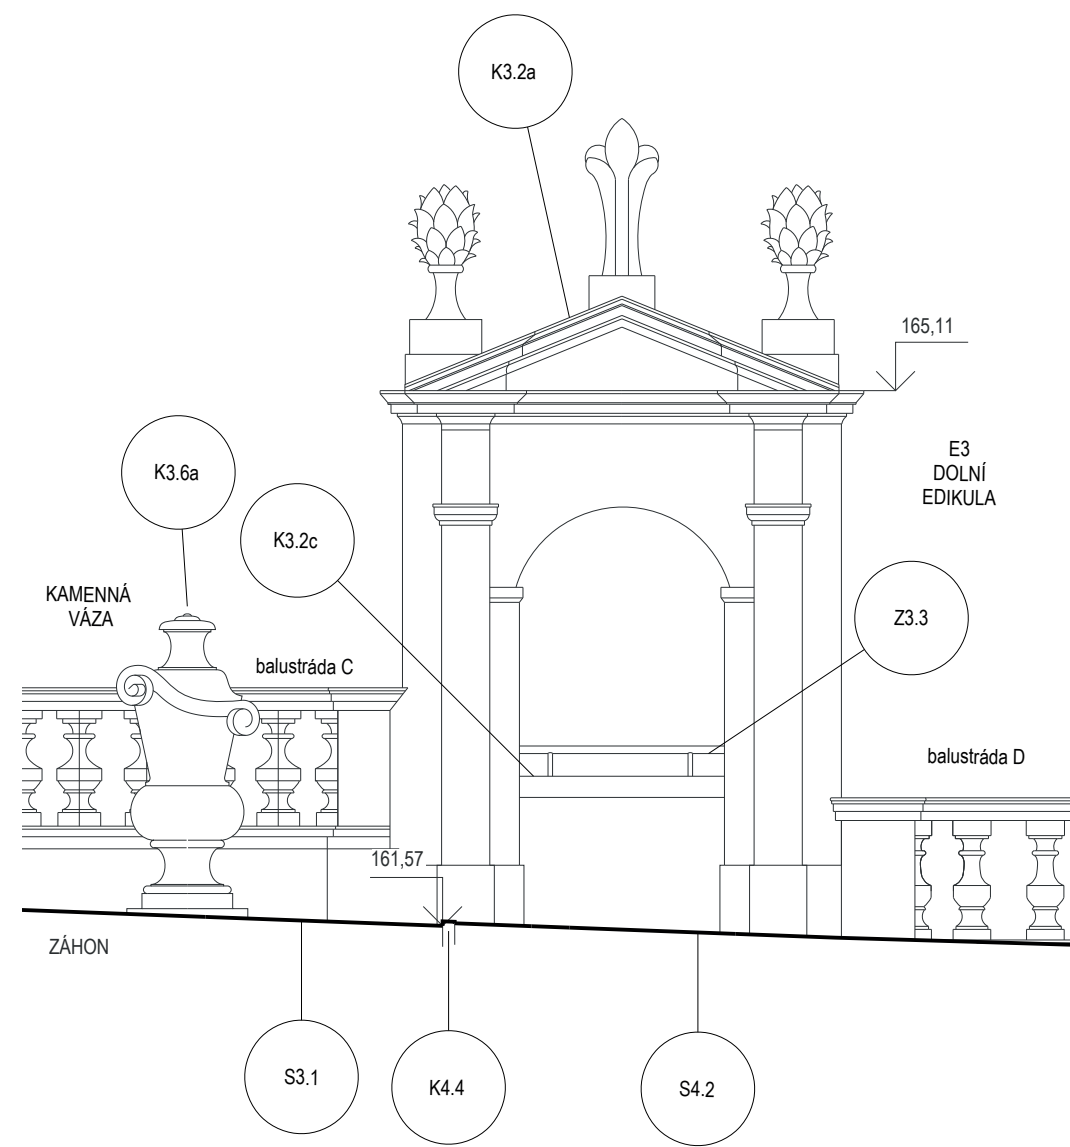 K3.2a
165,11
E3
DOLNÍ
EDIKULA
K3.6a
K3.2c
KAMENNÁ
VÁZA
Z3.3
balustráda C
balustráda D
161,57
ZÁHON
S3.1
K4.4
S4.2